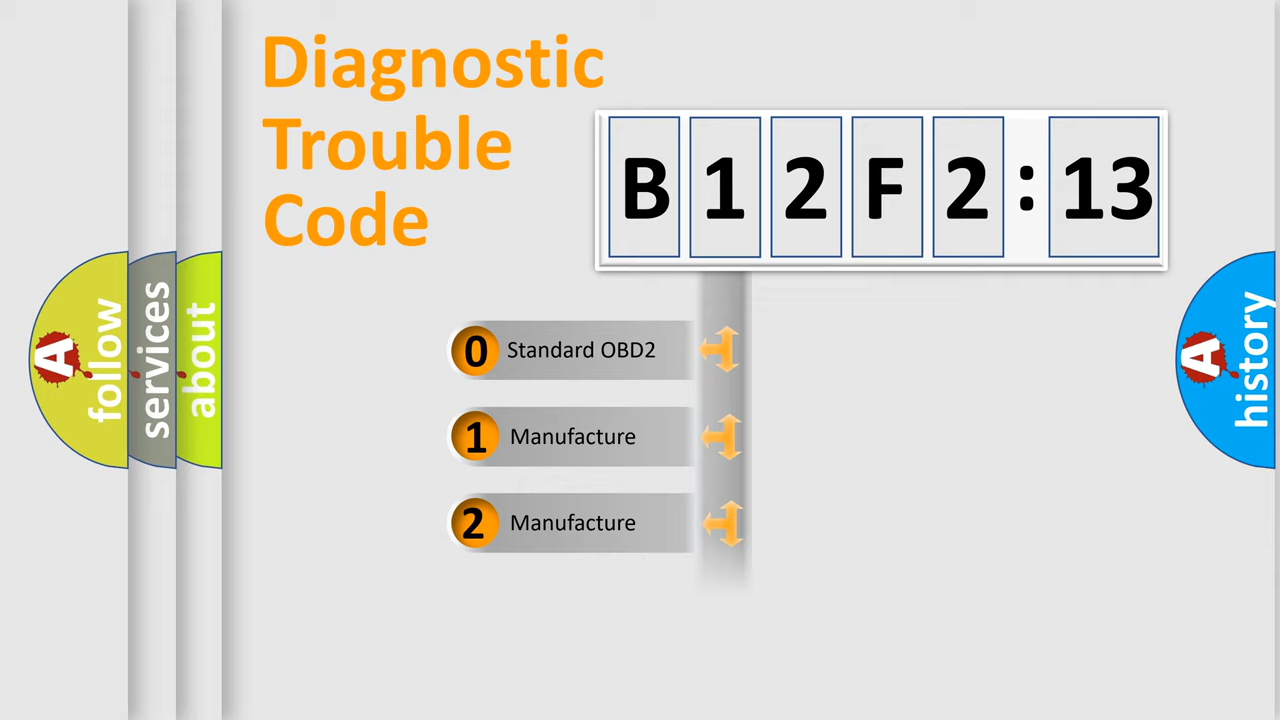 Diagnostic
Trouble
Code
B 1 2 F 2 : 13
0 Standard OBD2
1 Manufacture
2 Manufacture
A follow
services
about
A history